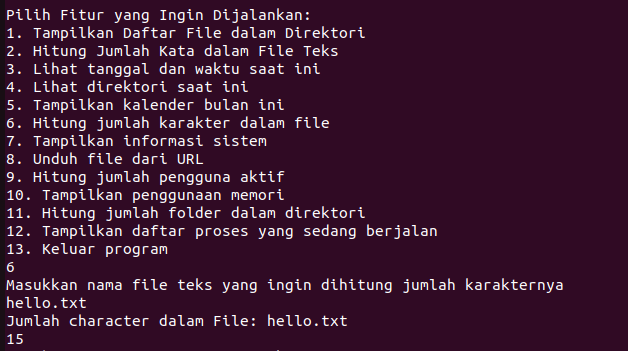 Pilih Fitur yang Ingin Dijalankan:
1. Tampilkan Daftar File dalam Direktori
2. Hitung Jumlah Kata dalam File Teks
3. Lihat tanggal dan waktu saat ini
4. Lihat direktori saat ini
5. Tampilkan kalender bulan ini
6. Hitung jumlah karakter dalam file
7. Tampilkan informasi sistem
8. Unduh file dari URL
9. Hitung jumlah pengguna aktif
10. Tampilkan penggunaan memori
11. Hitung jumlah folder dalam direktori
12. Tampilkan daftar proses yang sedang berjalan
13. Keluar program
6
Masukkan nama file teks yang ingin dihitung jumlah karakternya
hello.txt
Jumlah character dalam File: hello.txt
15